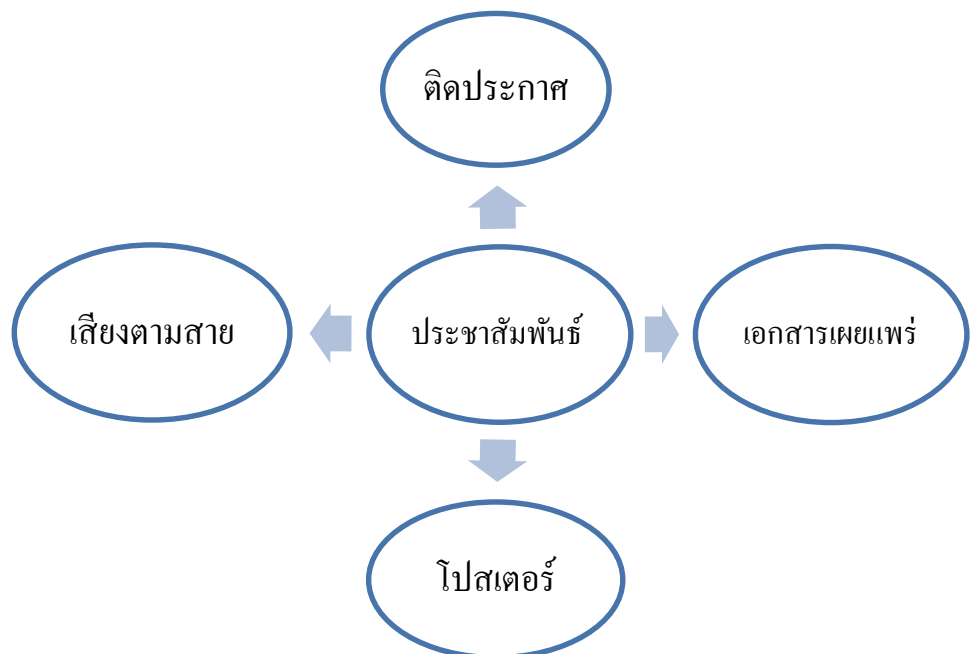 ติดประกาศ
เสียงตามสาย
ประชาสัมพันธ์
เอกสารเผยแพร่
โปสเตอร์